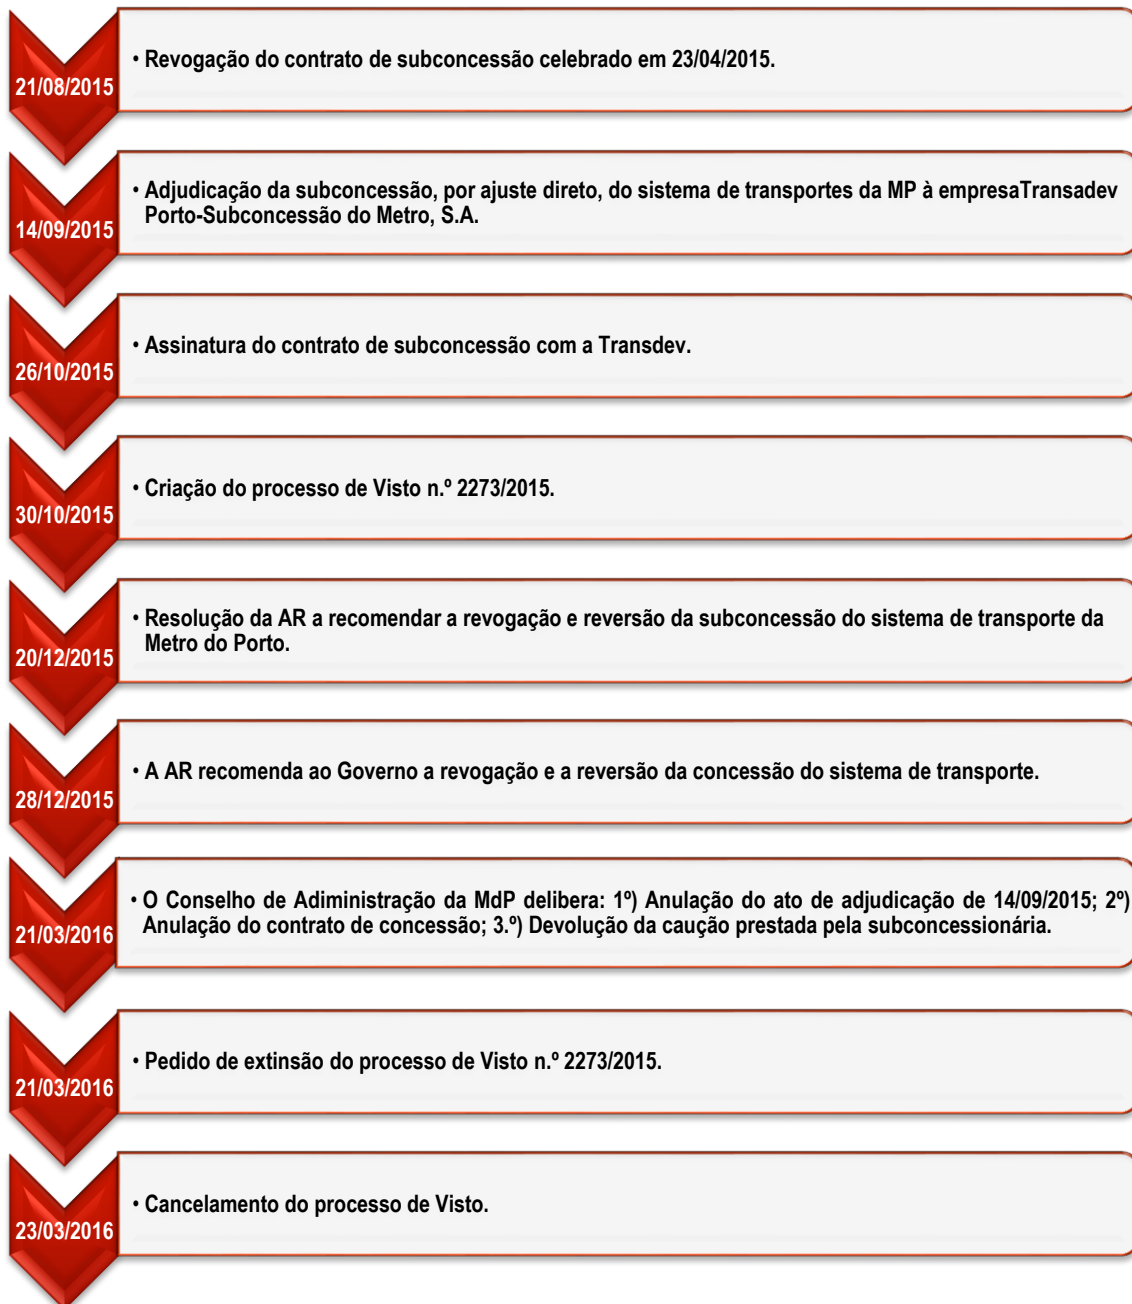 21/08/2015
• Revogação do contrato de subconcessão celebrado em 23/04/2015.
14/09/2015
• Adjudicação da subconcessão, por ajuste direto, do sistema de transportes da MP à empresaTransadev
Porto-Subconcessão do Metro, S.A.
26/10/2015
• Assinatura do contrato de subconcessão com a Transdev.
30/10/2015
• Criação do processo de Visto n.º 2273/2015.
20/12/2015
• Resolução da AR a recomendar a revogação e reversão da subconcessão do sistema de transporte da
Metro do Porto.
28/12/2015
• A AR recomenda ao Governo a revogação e a reversão da concessão do sistema de transporte.
21/03/2016
• O Conselho de Adiministração da MdP delibera: 1º) Anulação do ato de adjudicação de 14/09/2015; 2º)
Anulação do contrato de concessão; 3.º) Devolução da caução prestada pela subconcessionária.
21/03/2016
• Pedido de extinsão do processo de Visto n.º 2273/2015.
23/03/2016
• Cancelamento do processo de Visto.